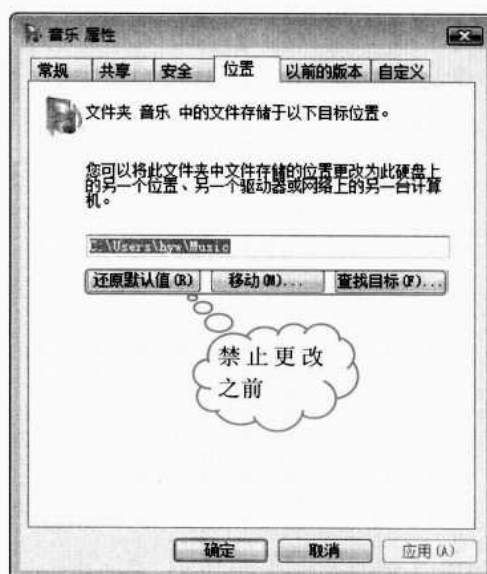 音乐 属性
常规 共享 安全 位置 以前的版本 自定义
文件夹 音乐 中的文件存储于以下目标位置。
您可以将此文件夹中文件存储的位置更改为此硬盘上
的另一个位置、另一个驱动器或网络上的另一台计算
机。
C:\Users\hyw\Music
还原默认值(R) 移动(M)... 查找目标(F)...
禁止更改
之前
确定 取消 应用(A)